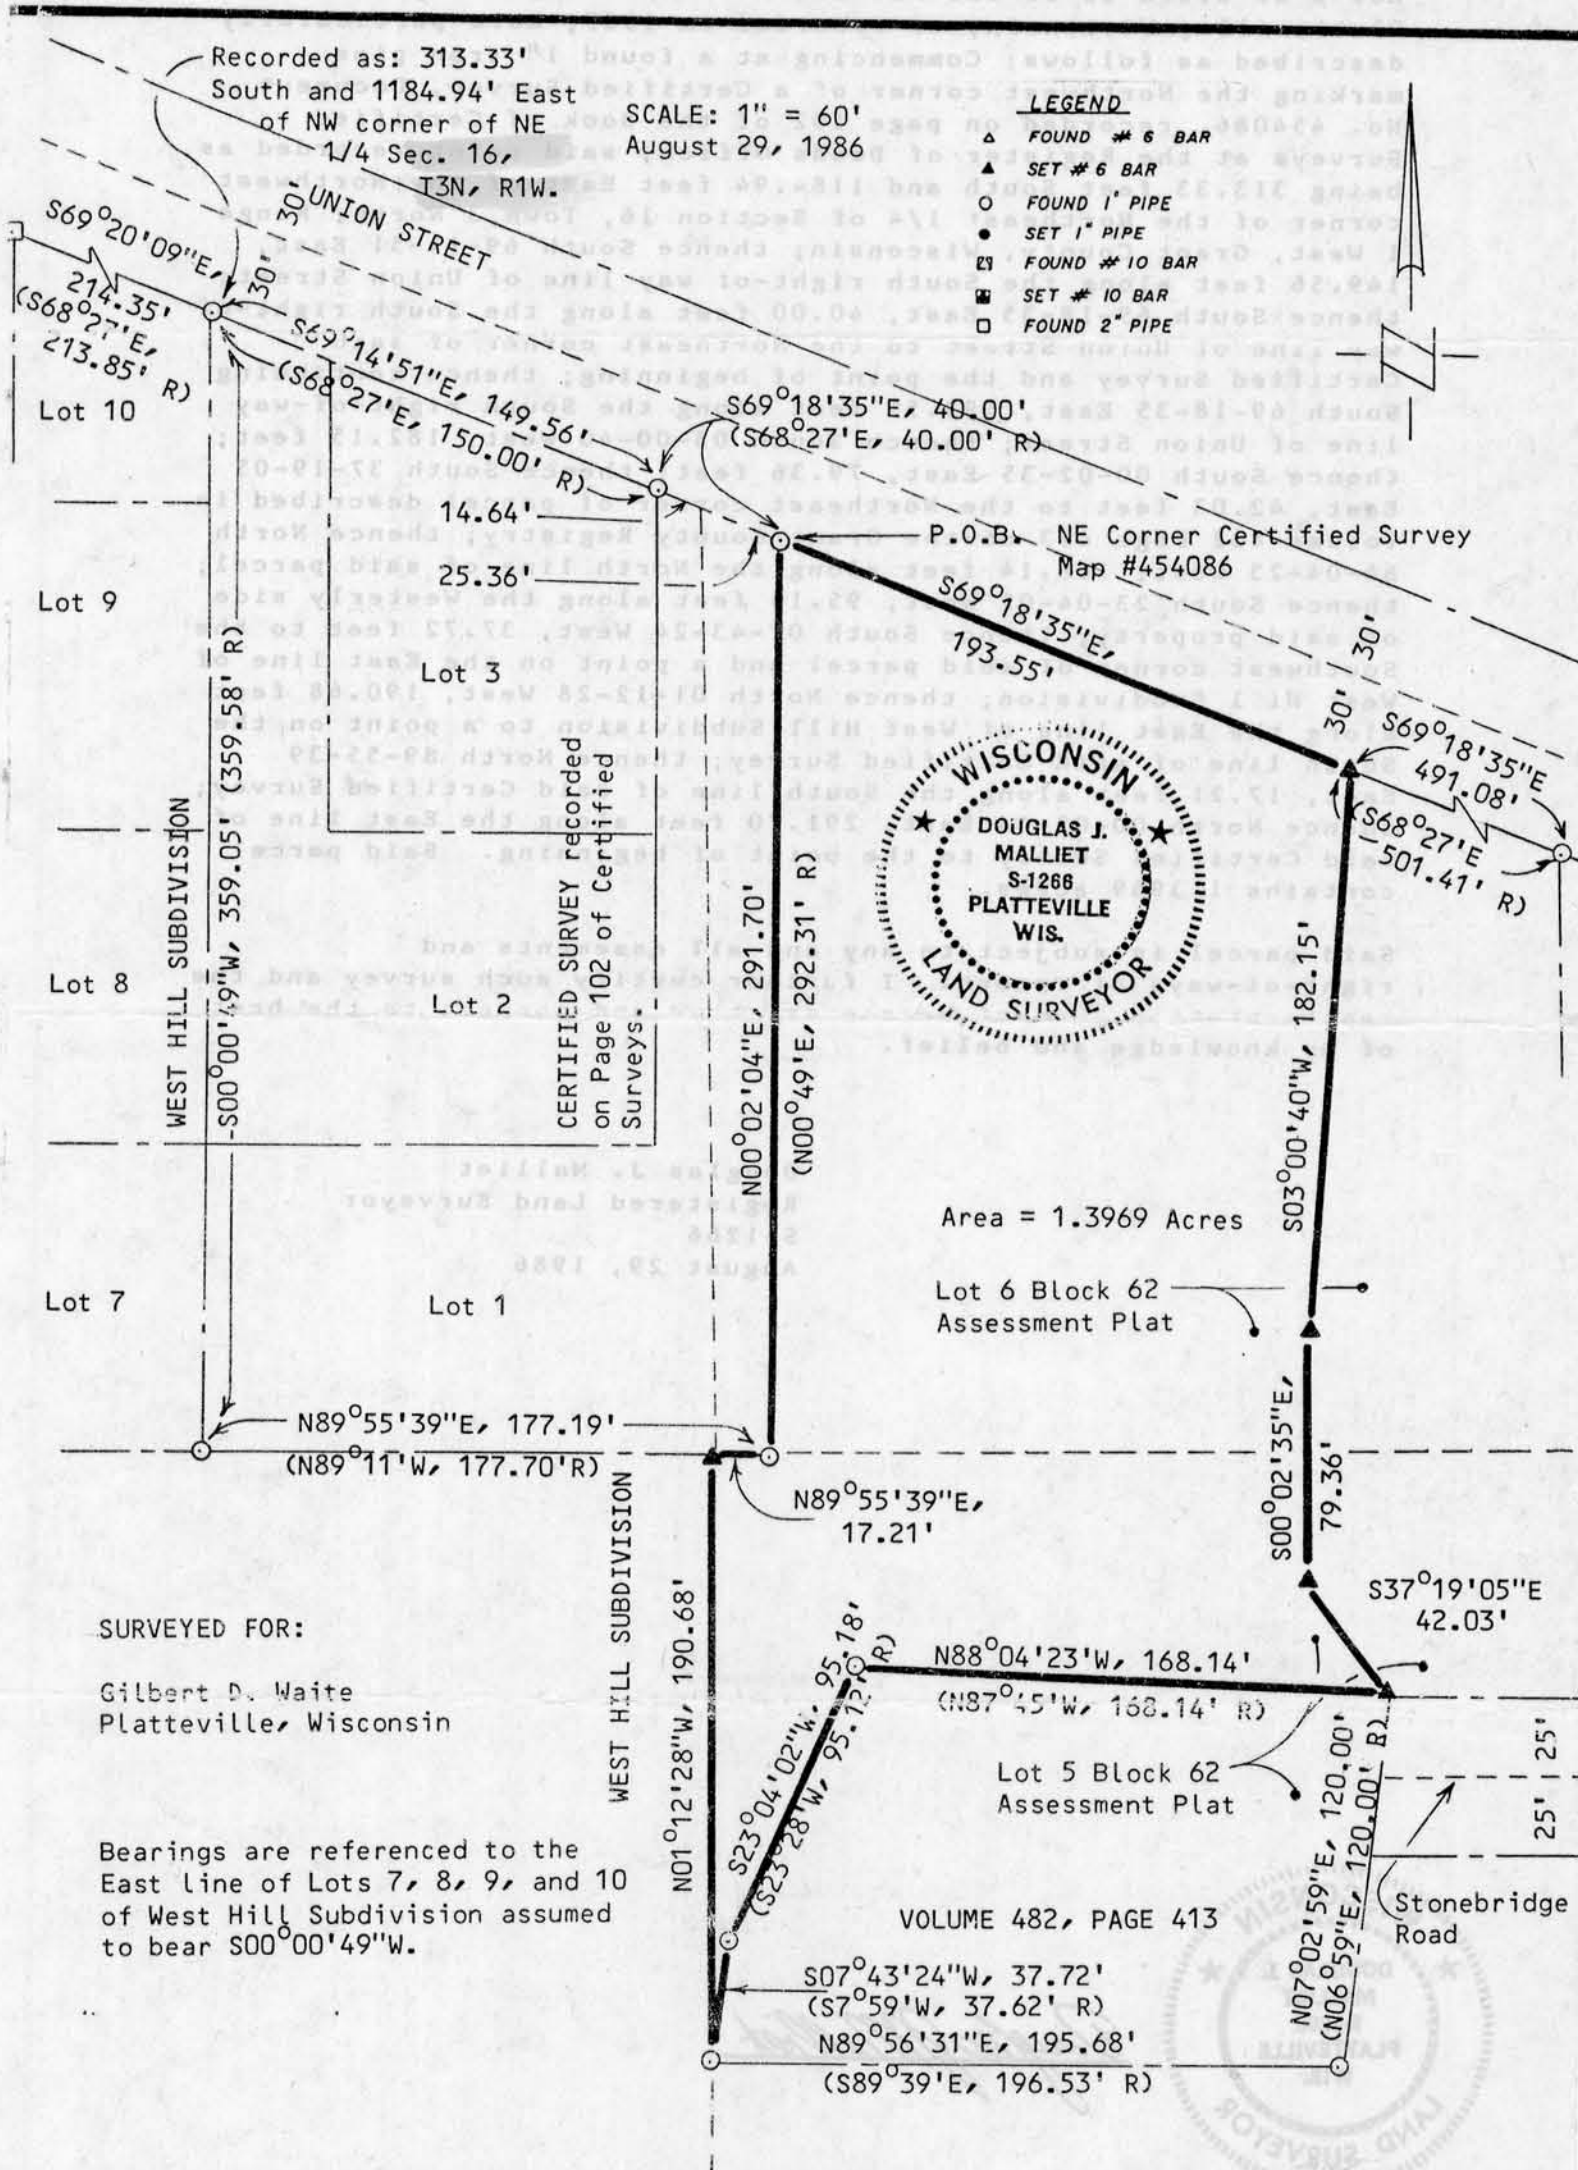 Recorded as: 313.33'
South and 1184.94' East
of NW corner of NE
1/4 Sec. 16,
T3N, R1W.
SCALE: 1" = 60'
August 29, 1986
LEGEND
△ FOUND # 6 BAR
▲ SET # 6 BAR
○ FOUND 1" PIPE
● SET 1" PIPE
FOUND # 10 BAR
SET # 10 BAR
□ FOUND 2" PIPE
N
UNION STREET
30'
30'
S69°20'09"E,
214.35'
(S68°27'E,
213.85' R)
S69°14'51"E, 149.56'
(S68°27'E, 150.00' R)
S69°18'35"E, 40.00'
(S68°27'E, 40.00' R)
14.64'
25.36'
P.O.B. NE Corner Certified Survey
Map #454086
S69°18'35"E,
193.55'
30'
30'
S69°18'35"E
491.08'
(S68°27'E
501.41' R)
Lot 10
Lot 9
Lot 8
Lot 7
Lot 3
Lot 2
Lot 1
WEST HILL SUBDIVISION
S00°00'49"W, 359.05 (359.58' R)
CERTIFIED SURVEY recorded
on Page 102 of Certified
Surveys.
N00°02'04"E, 291.70'
(N00°49'E, 292.31' R)
WISCONSIN
DOUGLAS J.
MALLIET
S-1266
PLATTEVILLE
WIS.
LAND SURVEYOR
S03°00'40"W, 182.15'
Area = 1.3969 Acres
Lot 6 Block 62
Assessment Plat
S00°02'35"E,
79.36'
N89°55'39"E, 177.19'
(N89°11'W, 177.70'R)
N89°55'39"E,
17.21'
WEST HILL SUBDIVISION
N01°12'28"W, 190.68'
S37°19'05"E
42.03'
N88°04'23'W, 168.14'
(N87°45'W, 168.14' R)
S23°04'02"W, 95.18'
(S23°28'W, 95.12' R)
Lot 5 Block 62
Assessment Plat
N07°02'59"E, 120.00'
(N06°59"E, 120.00' R)
25' 25'
Stonebridge
Road
VOLUME 482, PAGE 413
S07°43'24"W, 37.72'
(S7°59'W, 37.62' R)
N89°56'31"E, 195.68'
(S89°39'E, 196.53' R)
SURVEYED FOR:
Gilbert D. Waite
Platteville, Wisconsin
Bearings are referenced to the
East line of Lots 7, 8, 9, and 10
of West Hill Subdivision assumed
to bear S00°00'49"W.